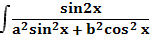 ∫ sin2x / (a²sin²x + b²cos² x)